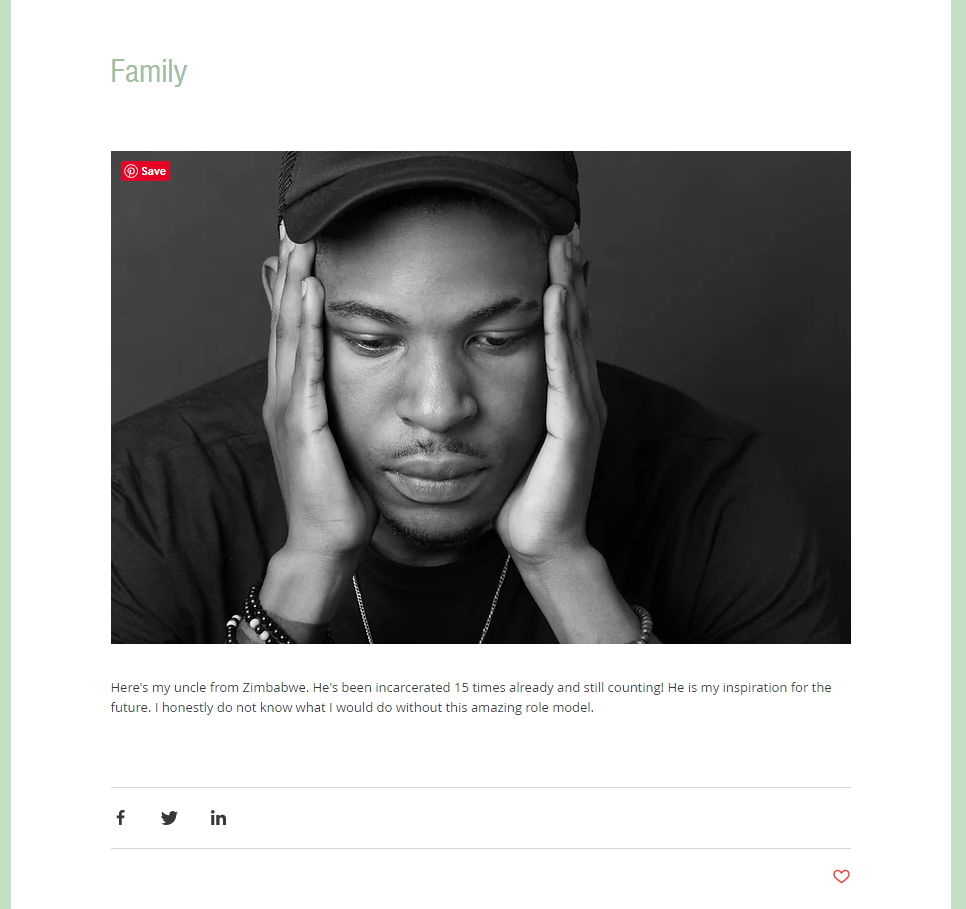 Family
Save
Here's my uncle from Zimbabwe. He's been incarcerated 15 times already and still counting! He is my inspiration for the
future. I honestly do not know what I would do without this amazing role model.